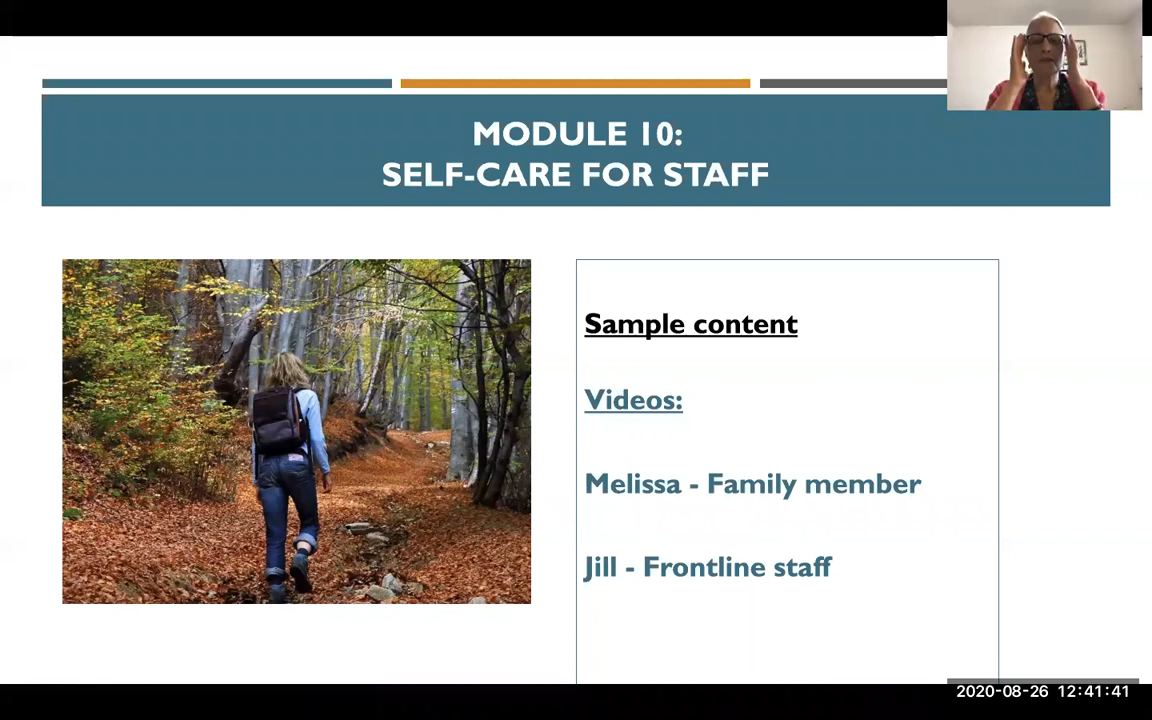 MODULE 10:
SELF-CARE FOR STAFF
Sample content
Videos:
Melissa - Family member
Jill - Frontline staff
2020-08-26 12:41:41